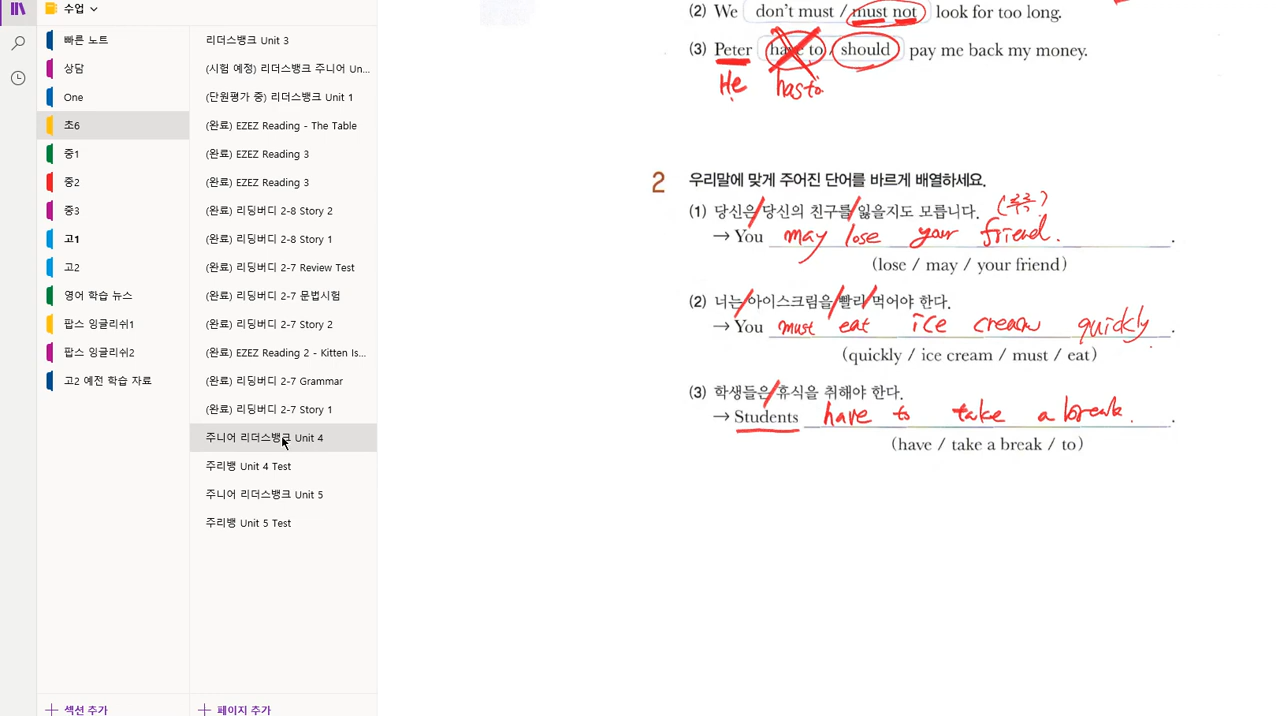 수업
빠른 노트
상담
One
초6
중1
중2
중3
고1
고2
영어 학습 뉴스
팝스 잉글리쉬1
팝스 잉글리쉬2
고2 예전 학습 자료
섹션 추가
리더스뱅크 Unit 3
(시험 예정) 리더스뱅크 주니어 Un...
(단원평가 중) 리더스뱅크 Unit 1
(완료) EZEZ Reading - The Table
(완료) EZEZ Reading 3
(완료) EZEZ Reading 3
(완료) 리딩버디 2-8 Story 2
(완료) 리딩버디 2-8 Story 1
(완료) 리딩버디 2-7 Review Test
(완료) 리딩버디 2-7 문법시험
(완료) 리딩버디 2-7 Story 2
(완료) EZEZ Reading 2 - Kitten Is...
(완료) 리딩버디 2-7 Grammar
(완료) 리딩버디 2-7 Story 1
주니어 리더스뱅크 Unit 4
주리뱅 Unit 4 Test
주니어 리더스뱅크 Unit 5
주리뱅 Unit 5 Test
페이지 추가
(2) We don't must / must not look for too long.
(3) Peter have to / should pay me back my money.
He has to
2 우리말에 맞게 주어진 단어를 바르게 배열하세요.
(1) 당신은 당신의 친구를 잃을지도 모릅니다.
→ You may lose your friend.
(lose / may / your friend)
(2) 너는 아이스크림을 빨리 먹어야 한다.
→ You must eat ice cream quickly.
(quickly / ice cream / must / eat)
(3) 학생들은 휴식을 취해야 한다.
→ Students have to take a break.
(have / take a break / to)